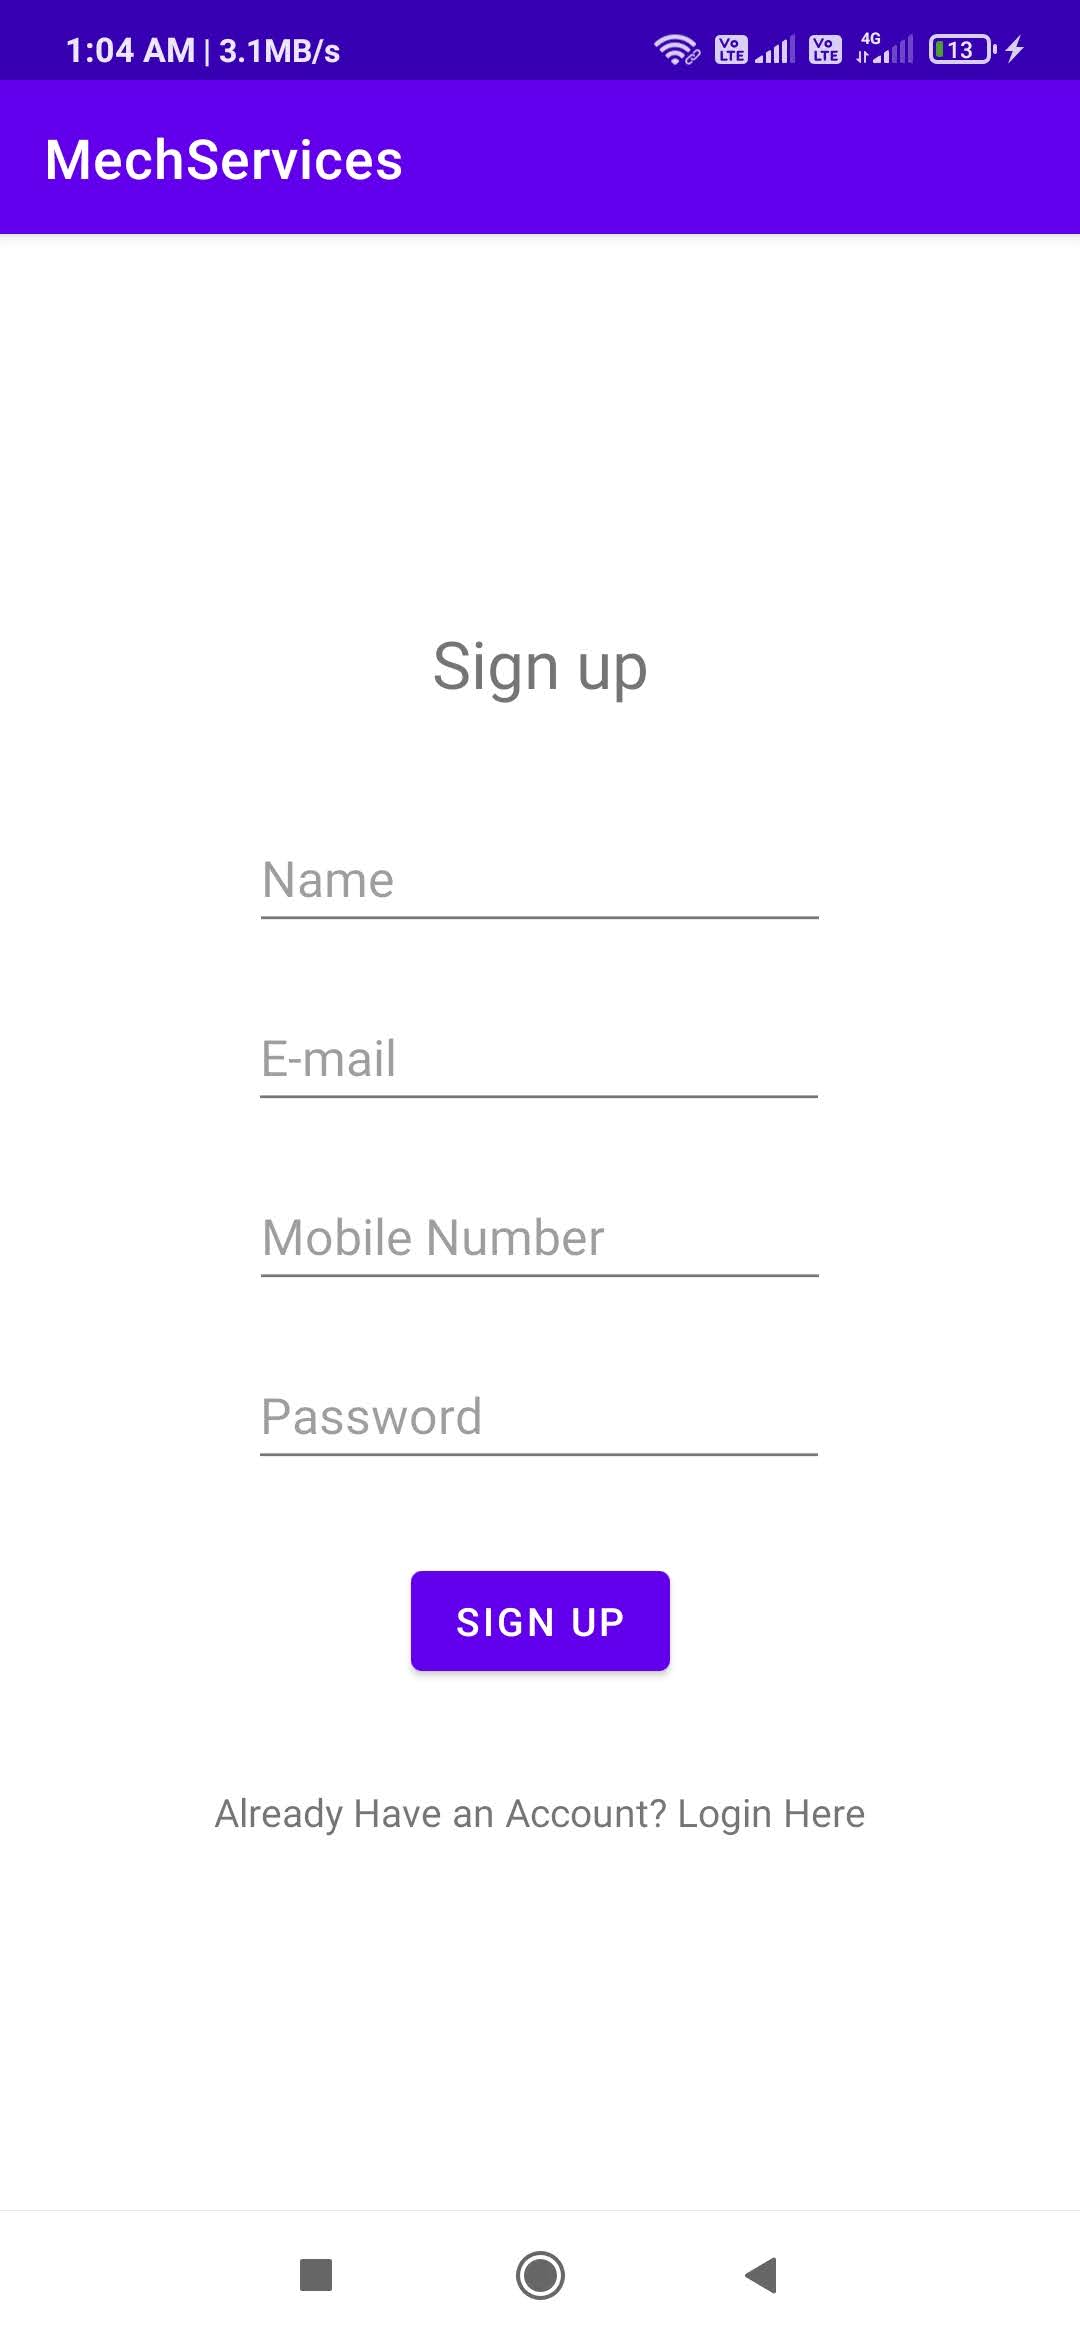 1:04 AM | 3.1MB/s Vo LTE Vo LTE 4G 13
MechServices
Sign up
Name
E-mail
Mobile Number
Password
SIGN UP
Already Have an Account? Login Here